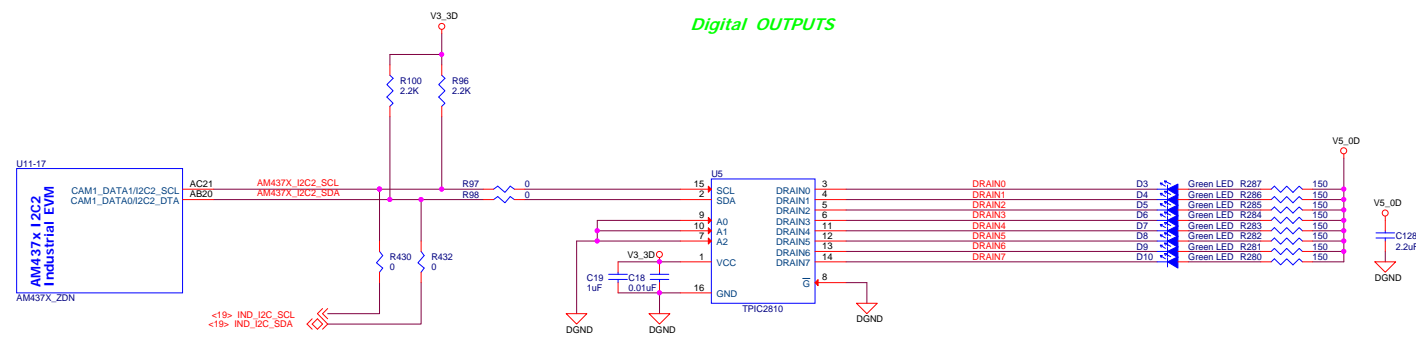 Digital OUTPUTS
V3_3D
R100
2.2K
R96
2.2K
U11-17
AM437x I2C2
Industrial EVM
CAM1_DATA1/I2C2_SCL
CAM1_DATA0/I2C2_DTA
AC21
AB20
AM437X_I2C2_SCL
AM437X_I2C2_SDA
AM437X_ZDN
R97 0
R98 0
R430
0
R432
0
<19> IND_I2C_SCL
<19> IND_I2C_SDA
U5
15 SCL
2 SDA
9 A0
10 A1
7 A2
1 VCC
16 GND
DRAIN0 3
DRAIN1 4
DRAIN2 5
DRAIN3 6
DRAIN4 11
DRAIN5 12
DRAIN6 13
DRAIN7 14
G 8
TPIC2810
V3_3D
C19
1uF
C18
0.01uF
DGND
DGND
DGND
DRAIN0 D3 Green LED R287 150
DRAIN1 D4 Green LED R286 150
DRAIN2 D5 Green LED R285 150
DRAIN3 D6 Green LED R284 150
DRAIN4 D7 Green LED R283 150
DRAIN5 D8 Green LED R282 150
DRAIN6 D9 Green LED R281 150
DRAIN7 D10 Green LED R280 150
V5_0D
V5_0D
C128
2.2uF
DGND